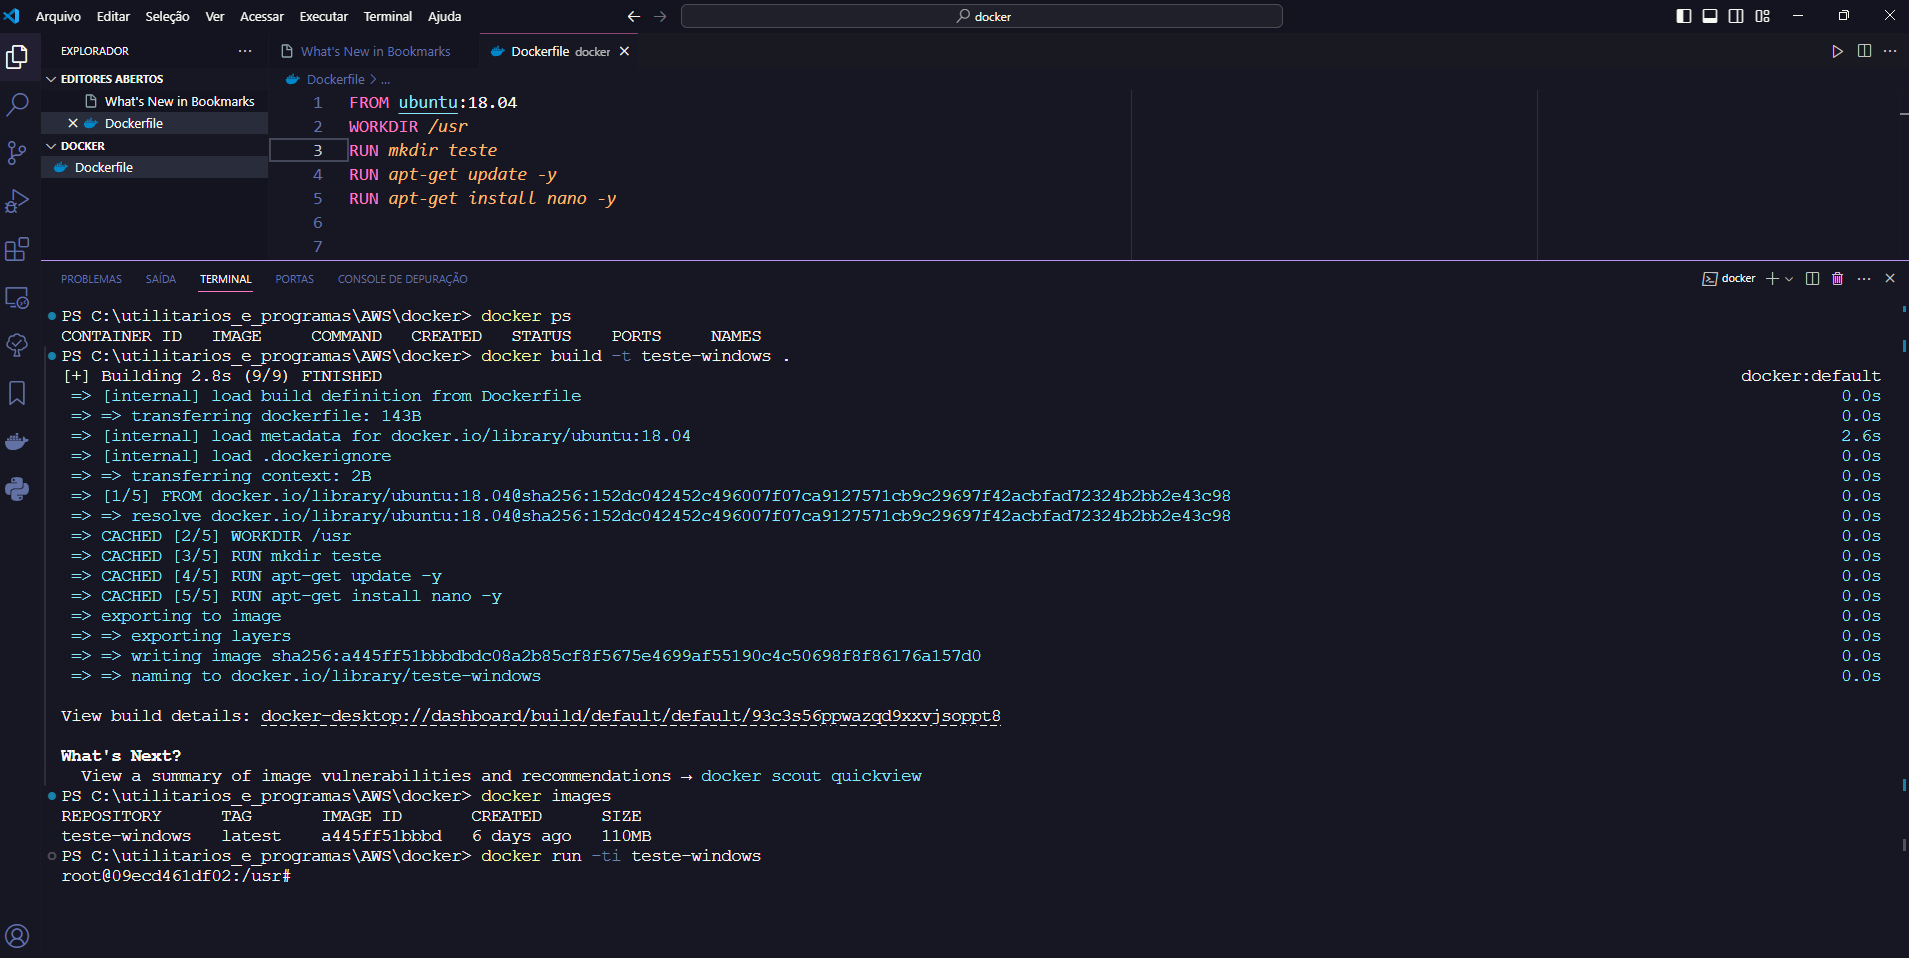 Arquivo Editar Seleção Ver Acessar Executar Terminal Ajuda docker
EXPLORADOR
What's New in Bookmarks Dockerfile docker
EDITORES ABERTOS
What's New in Bookmarks
Dockerfile
DOCKER
Dockerfile
Dockerfile > ...
1 FROM ubuntu:18.04
2 WORKDIR /usr
3 RUN mkdir teste
4 RUN apt-get update -y
5 RUN apt-get install nano -y
6
7
PROBLEMAS SAÍDA TERMINAL PORTAS CONSOLE DE DEPURAÇÃO docker
PS C:\utilitarios_e_programas\AWS\docker> docker ps
CONTAINER ID IMAGE COMMAND CREATED STATUS PORTS NAMES
PS C:\utilitarios_e_programas\AWS\docker> docker build -t teste-windows .
[+] Building 2.8s (9/9) FINISHED docker:default
=> [internal] load build definition from Dockerfile 0.0s
=> => transferring dockerfile: 143B 0.0s
=> [internal] load metadata for docker.io/library/ubuntu:18.04 2.6s
=> [internal] load .dockerignore 0.0s
=> => transferring context: 2B 0.0s
=> [1/5] FROM docker.io/library/ubuntu:18.04@sha256:152dc042452c496007f07ca9127571cb9c29697f42acbfad72324b2bb2e43c98 0.0s
=> => resolve docker.io/library/ubuntu:18.04@sha256:152dc042452c496007f07ca9127571cb9c29697f42acbfad72324b2bb2e43c98 0.0s
=> CACHED [2/5] WORKDIR /usr 0.0s
=> CACHED [3/5] RUN mkdir teste 0.0s
=> CACHED [4/5] RUN apt-get update -y 0.0s
=> CACHED [5/5] RUN apt-get install nano -y 0.0s
=> exporting to image 0.0s
=> => exporting layers 0.0s
=> => writing image sha256:a445ff51bbbdbdc08a2b85cf8f5675e4699af55190c4c50698f8f86176a157d0 0.0s
=> => naming to docker.io/library/teste-windows 0.0s
View build details: docker-desktop://dashboard/build/default/default/93c3s56ppwazqd9xxvjsoppt8
What's Next?
View a summary of image vulnerabilities and recommendations → docker scout quickview
PS C:\utilitarios_e_programas\AWS\docker> docker images
REPOSITORY TAG IMAGE ID CREATED SIZE
teste-windows latest a445ff51bbbd 6 days ago 110MB
PS C:\utilitarios_e_programas\AWS\docker> docker run -ti teste-windows
root@09ecd461df02:/usr#